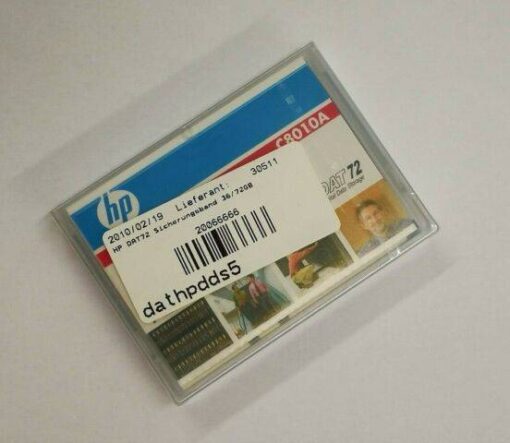 C8010A
hp
DAT 72
2010/02/19 Lieferant: 30511
HP DAT72 Sicherungsband 36/72GB
20066666
dathpdds5